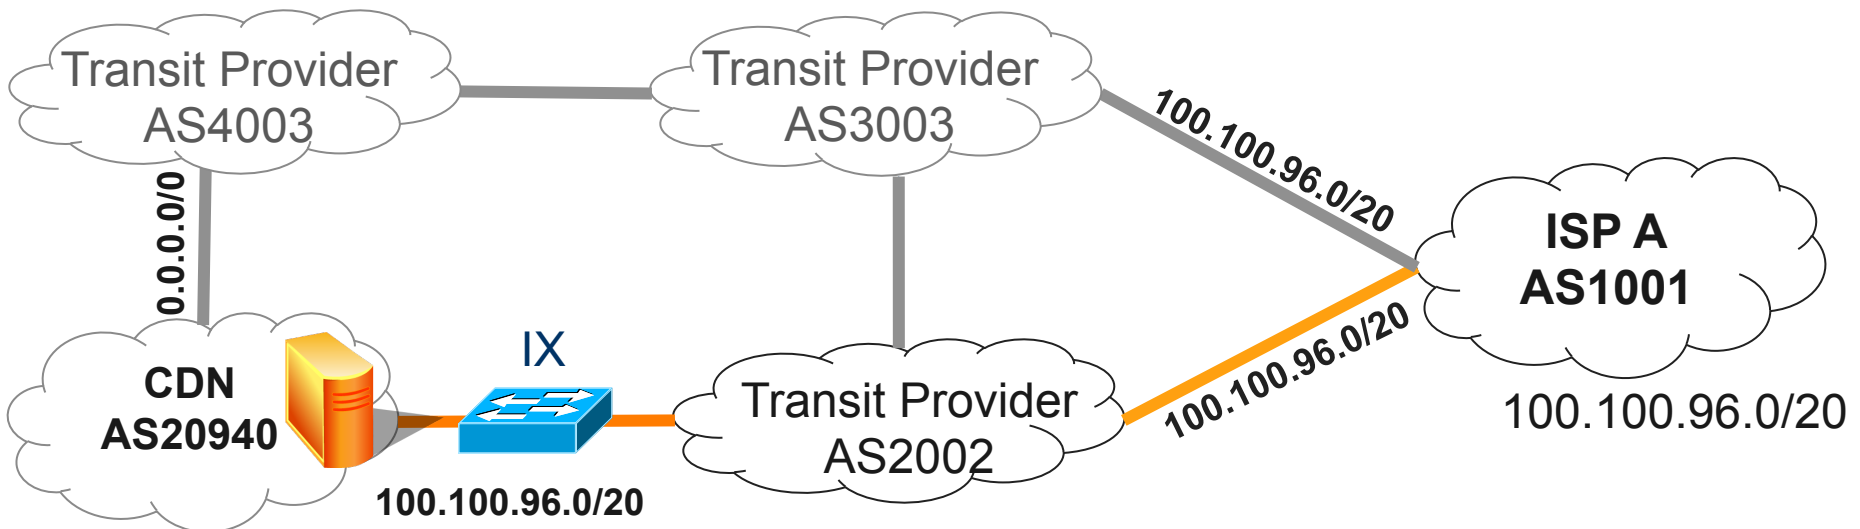 Transit Provider
AS4003
Transit Provider
AS3003
100.100.96.0/20
0.0.0.0/0
ISP A
AS1001
100.100.96.0/20
CDN
AS20940
IX
Transit Provider
AS2002
100.100.96.0/20
100.100.96.0/20